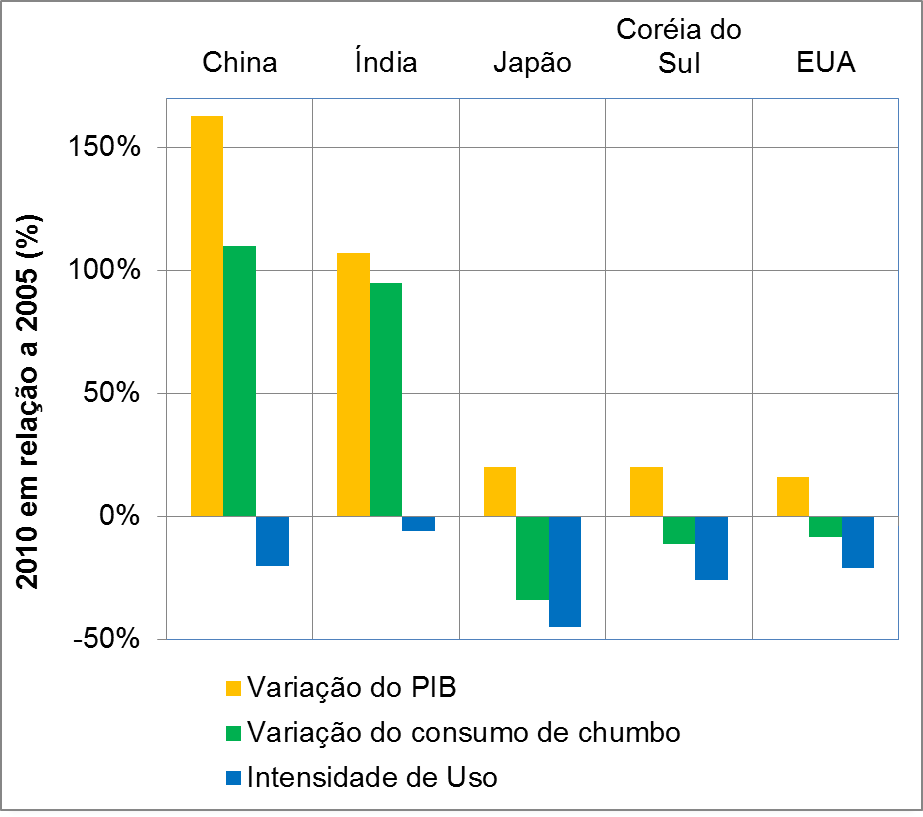 China
Índia
Japão
Coréia do
Sul
EUA
150%
100%
50%
0%
-50%
2010 em relação a 2005 (%)
Variação do PIB
Variação do consumo de chumbo
Intensidade de Uso